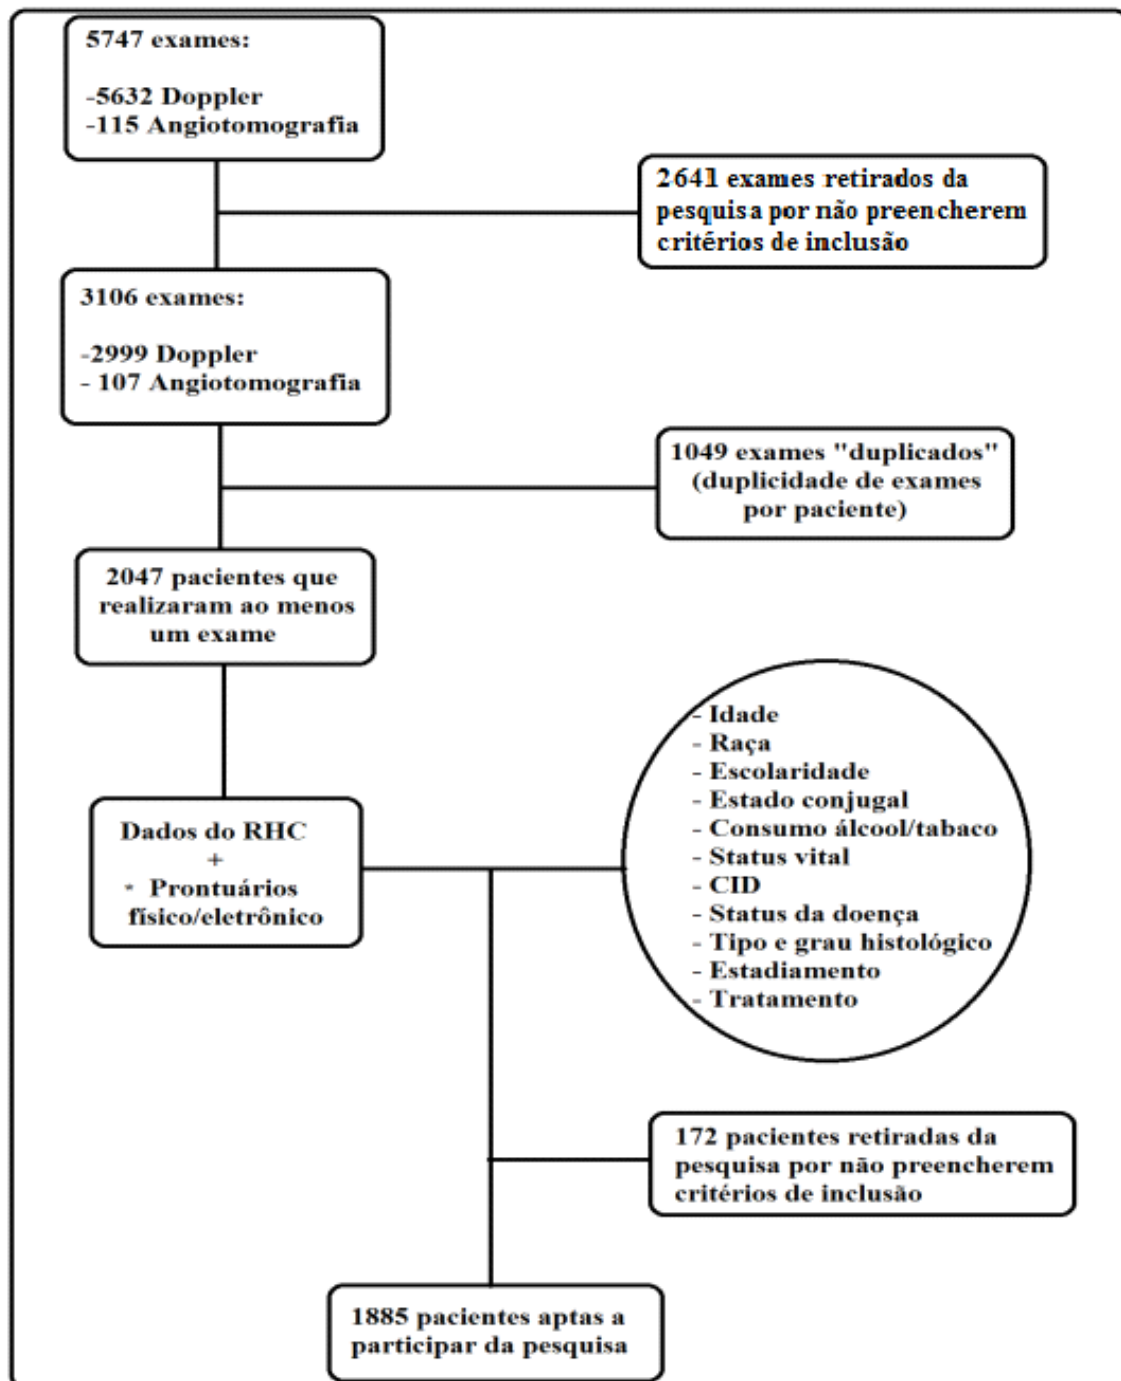 5747 exames:
-5632 Doppler
-115 Angiotomografia
2641 exames retirados da
pesquisa por não preencherem
critérios de inclusão
3106 exames:
-2999 Doppler
- 107 Angiotomografia
1049 exames "duplicados"
(duplicidade de exames
por paciente)
2047 pacientes que
realizaram ao menos
um exame
Dados do RHC
+
* Prontuários
físico/eletrônico
- Idade
- Raça
- Escolaridade
- Estado conjugal
- Consumo álcool/tabaco
- Status vital
- CID
- Status da doença
- Tipo e grau histológico
- Estadiamento
- Tratamento
172 pacientes retiradas da
pesquisa por não preencherem
critérios de inclusão
1885 pacientes aptas a
participar da pesquisa